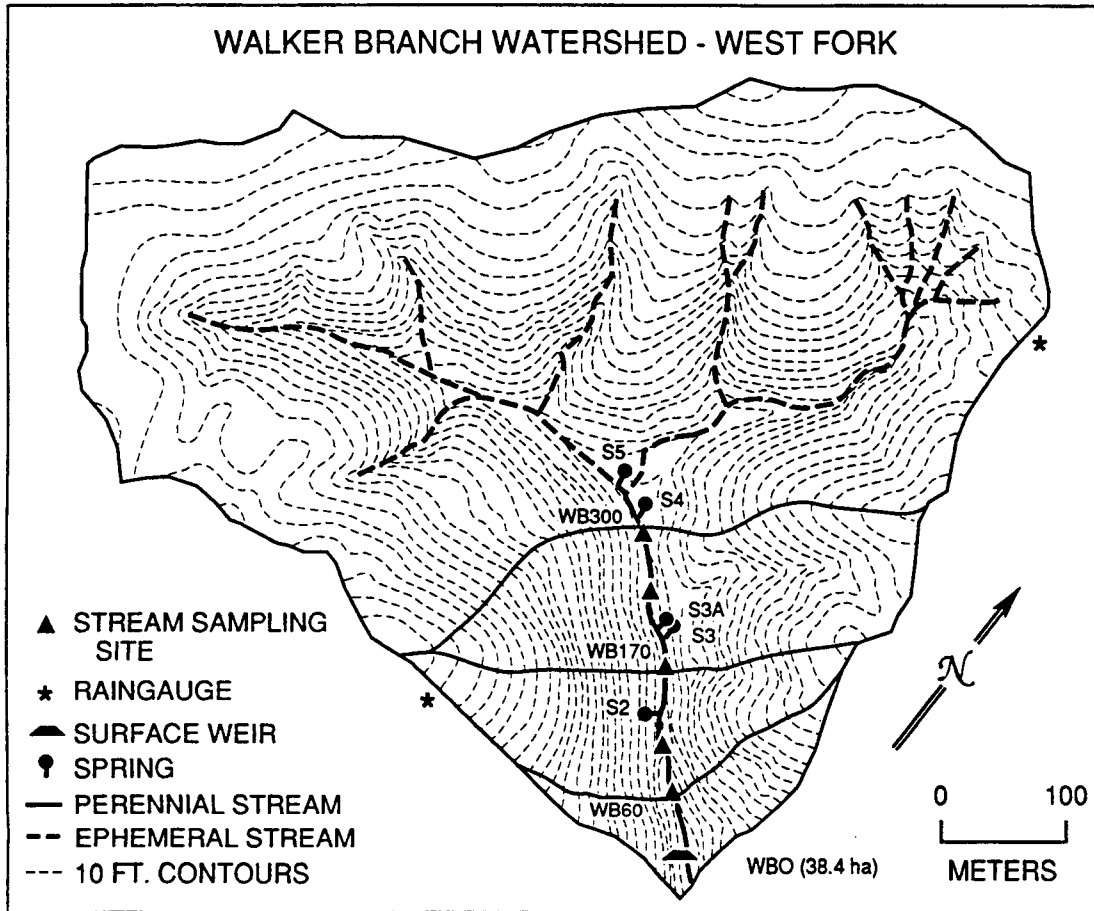 WALKER BRANCH WATERSHED - WEST FORK
S5
S4
WB300
S3A
S3
WB170
S2
WB60
WBO (38.4 ha)
N
0 100
METERS
▲ STREAM SAMPLING
SITE
* RAINGAUGE
SURFACE WEIR
SPRING
PERENNIAL STREAM
EPHEMERAL STREAM
10 FT. CONTOURS